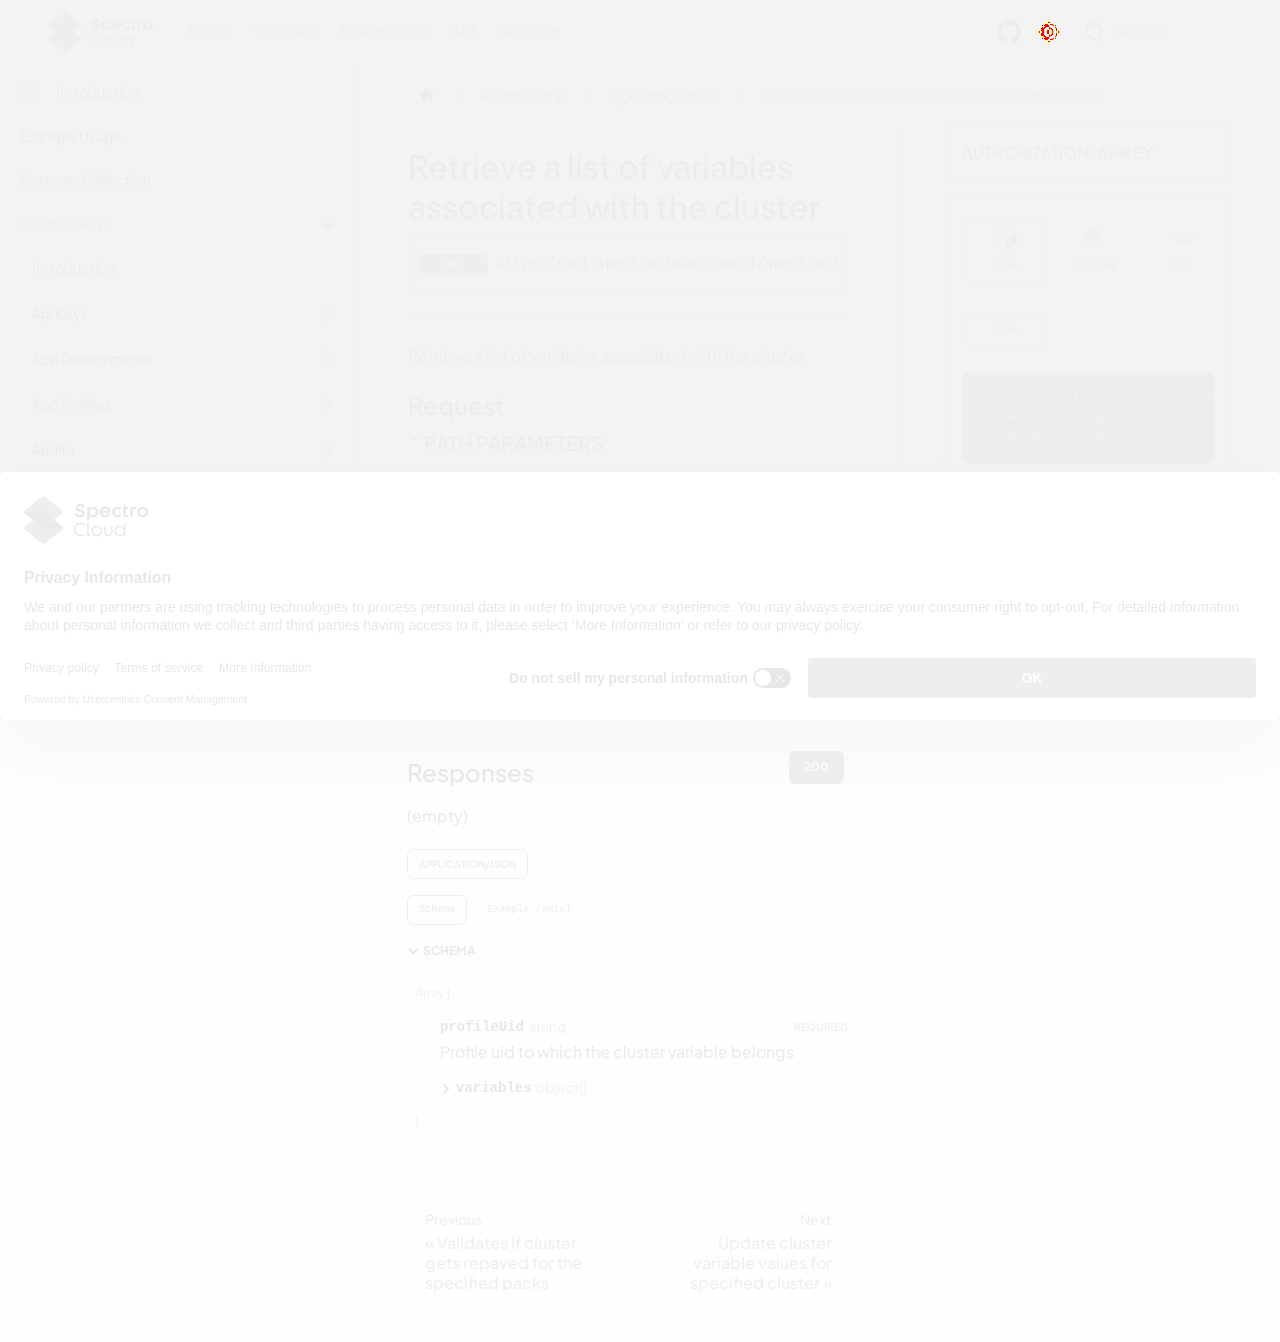 Spectro
Cloud
Docs Tutorials Downloads API latest
Search
Introduction
Example Usage
Postman Collection
Palette API V1
Introduction
Api Keys
App Deployments
App Profiles
Audits
Palette API V1
Spectroclusters
Retrieve a list of variables associated with the cluster
Retrieve a list of variables
associated with the cluster
GET
https://api.spectrocloud.com/v1/spectroclu
Retrieve a list of variables associated with the cluster
Request
PATH PARAMETERS
AUTHORIZATION: APIKEY
CURL
PYTHON
GO
CURL
Spectro
Cloud
Privacy Information
We and our partners are using tracking technologies to process personal data in order to improve your experience. You may always exercise your consumer right to opt-out. For detailed information
about personal information we collect and third parties having access to it, please select 'More Information' or refer to our privacy policy.
Privacy policy Terms of service More Information
Powered by Usercentrics Consent Management
Do not sell my personal information
OK
Responses
200
(empty)
APPLICATION/JSON
Schema
Example (auto)
SCHEMA
Array [
profileUid string REQUIRED
Profile uid to which the cluster variable belongs
variables object[]
]
Previous
« Validates if cluster
gets repaved for the
specified packs
Next
Update cluster
variable values for
specified cluster »